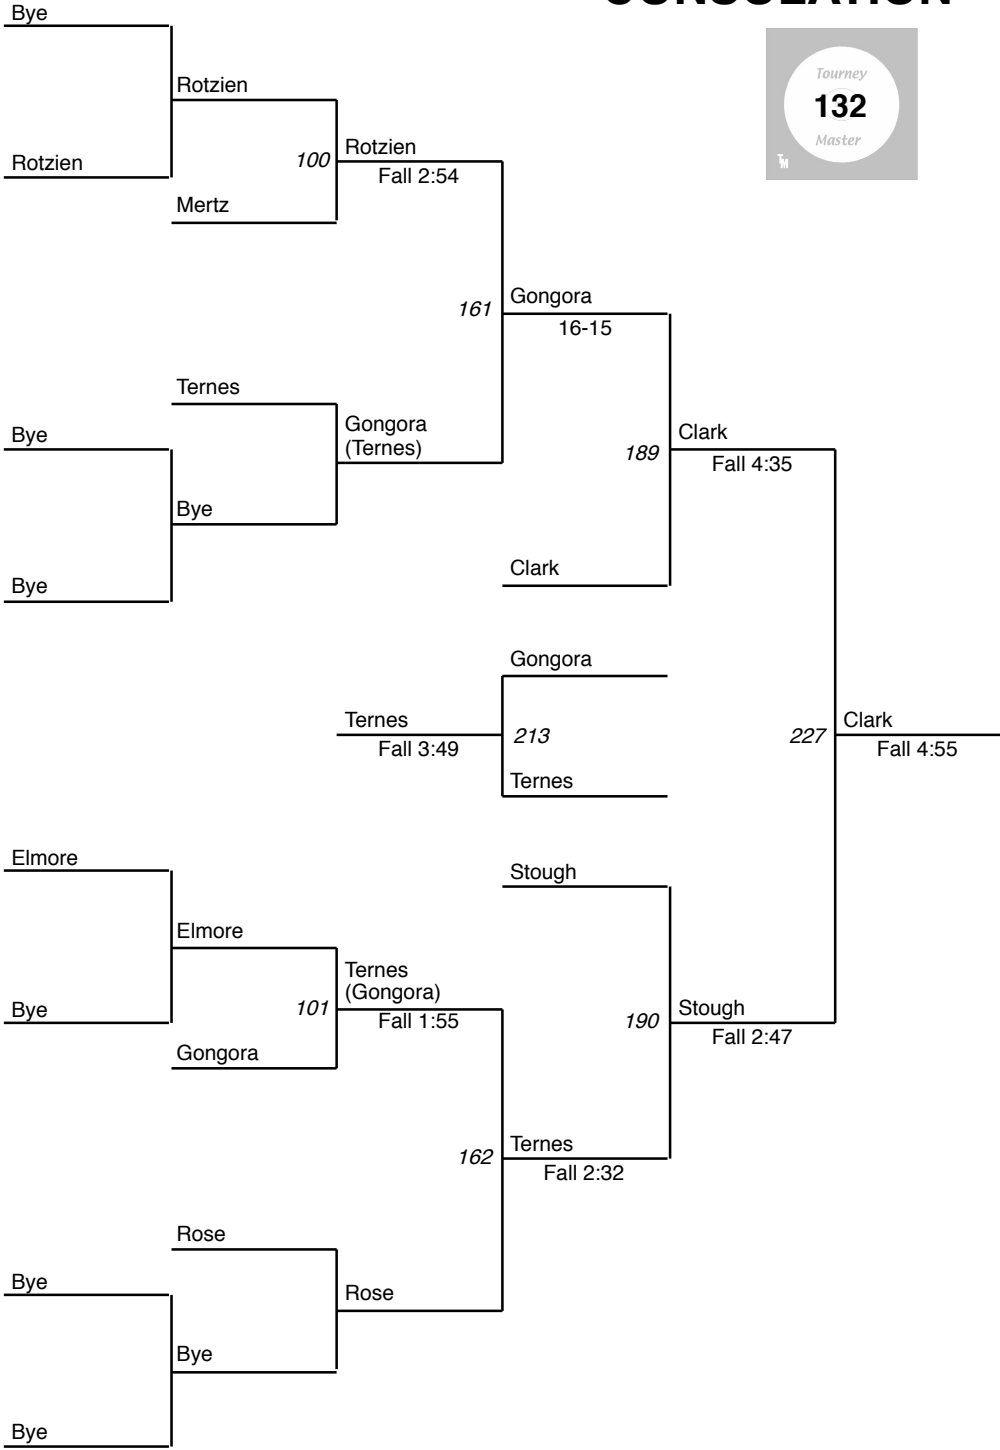 CONSOLATION
Tourney
132
Master
TM
Bye
Rotzien
Rotzien
100
Rotzien
Fall 2:54
Mertz
161
Gongora
16-15
Ternes
Bye
Gongora
(Ternes)
Bye
Bye
189
Clark
Fall 4:35
Clark
Gongora
Ternes
Fall 3:49
213
Ternes
227
Clark
Fall 4:55
Elmore
Stough
Elmore
Bye
101
Ternes
(Gongora)
Fall 1:55
Gongora
190
Stough
Fall 2:47
162
Ternes
Fall 2:32
Rose
Bye
Rose
Bye
Bye